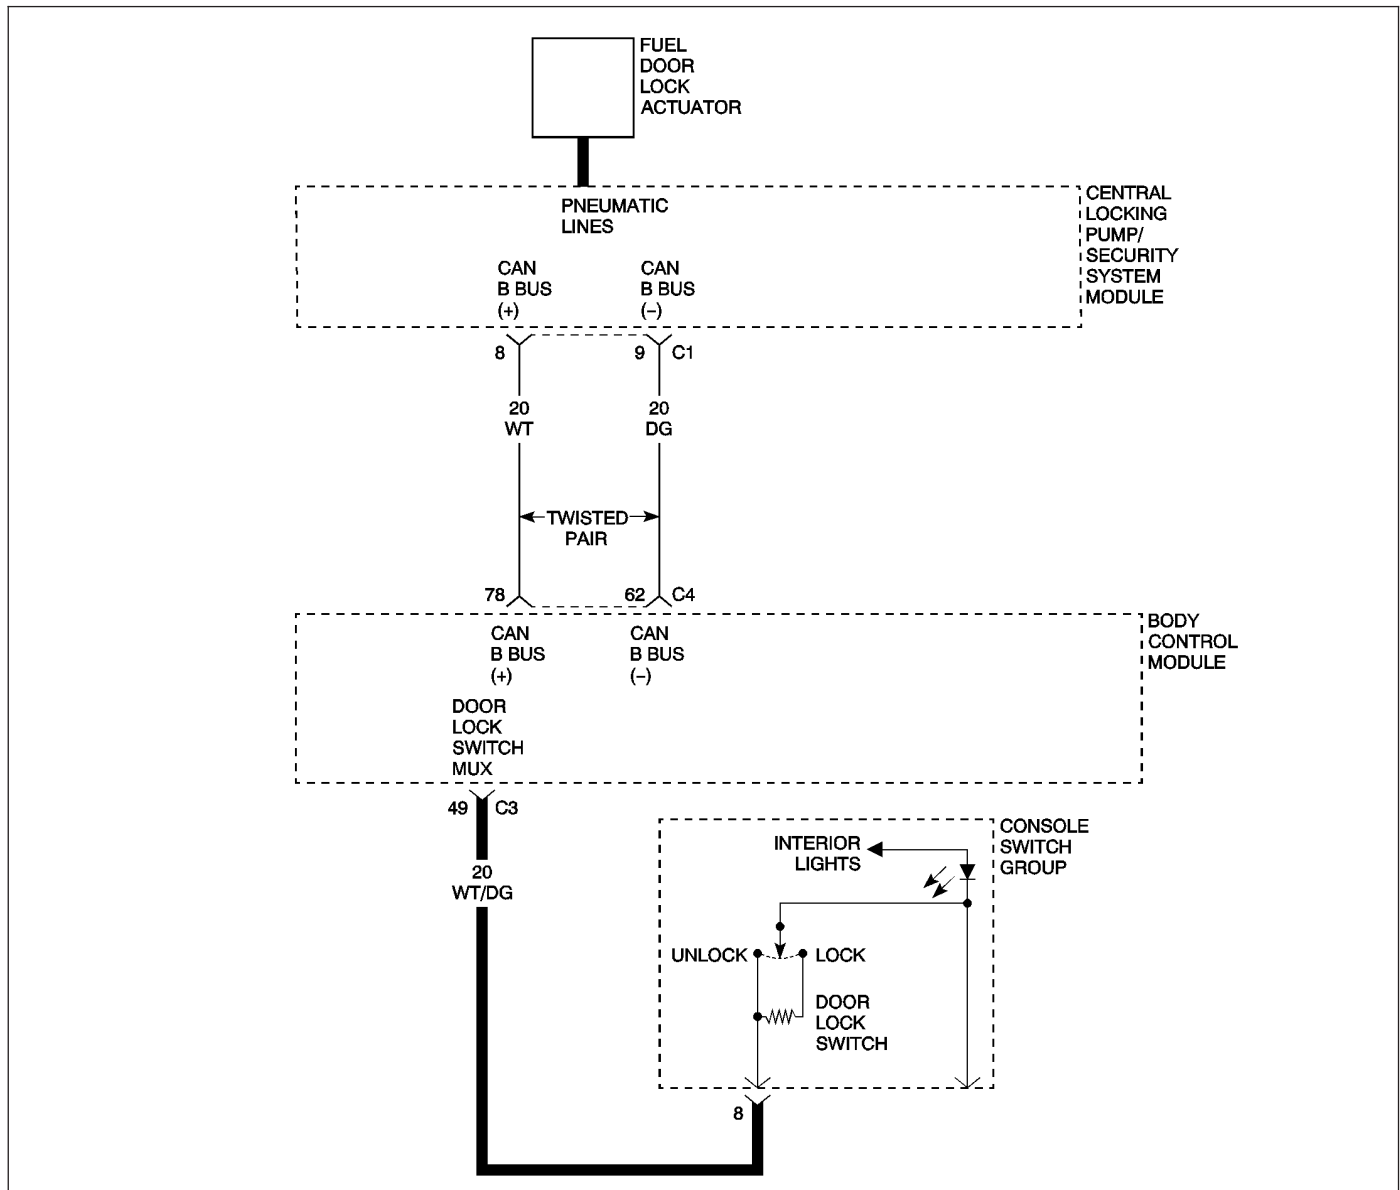 FUEL
DOOR
LOCK
ACTUATOR
PNEUMATIC
LINES
CENTRAL
LOCKING
PUMP/
SECURITY
SYSTEM
MODULE
CAN
B BUS
(+)
CAN
B BUS
(–)
8
9
C1
20
WT
20
DG
TWISTED
PAIR
78
62
C4
CAN
B BUS
(+)
CAN
B BUS
(–)
BODY
CONTROL
MODULE
DOOR
LOCK
SWITCH
MUX
49
C3
20
WT/DG
CONSOLE
SWITCH
GROUP
INTERIOR
LIGHTS
UNLOCK
LOCK
DOOR
LOCK
SWITCH
8